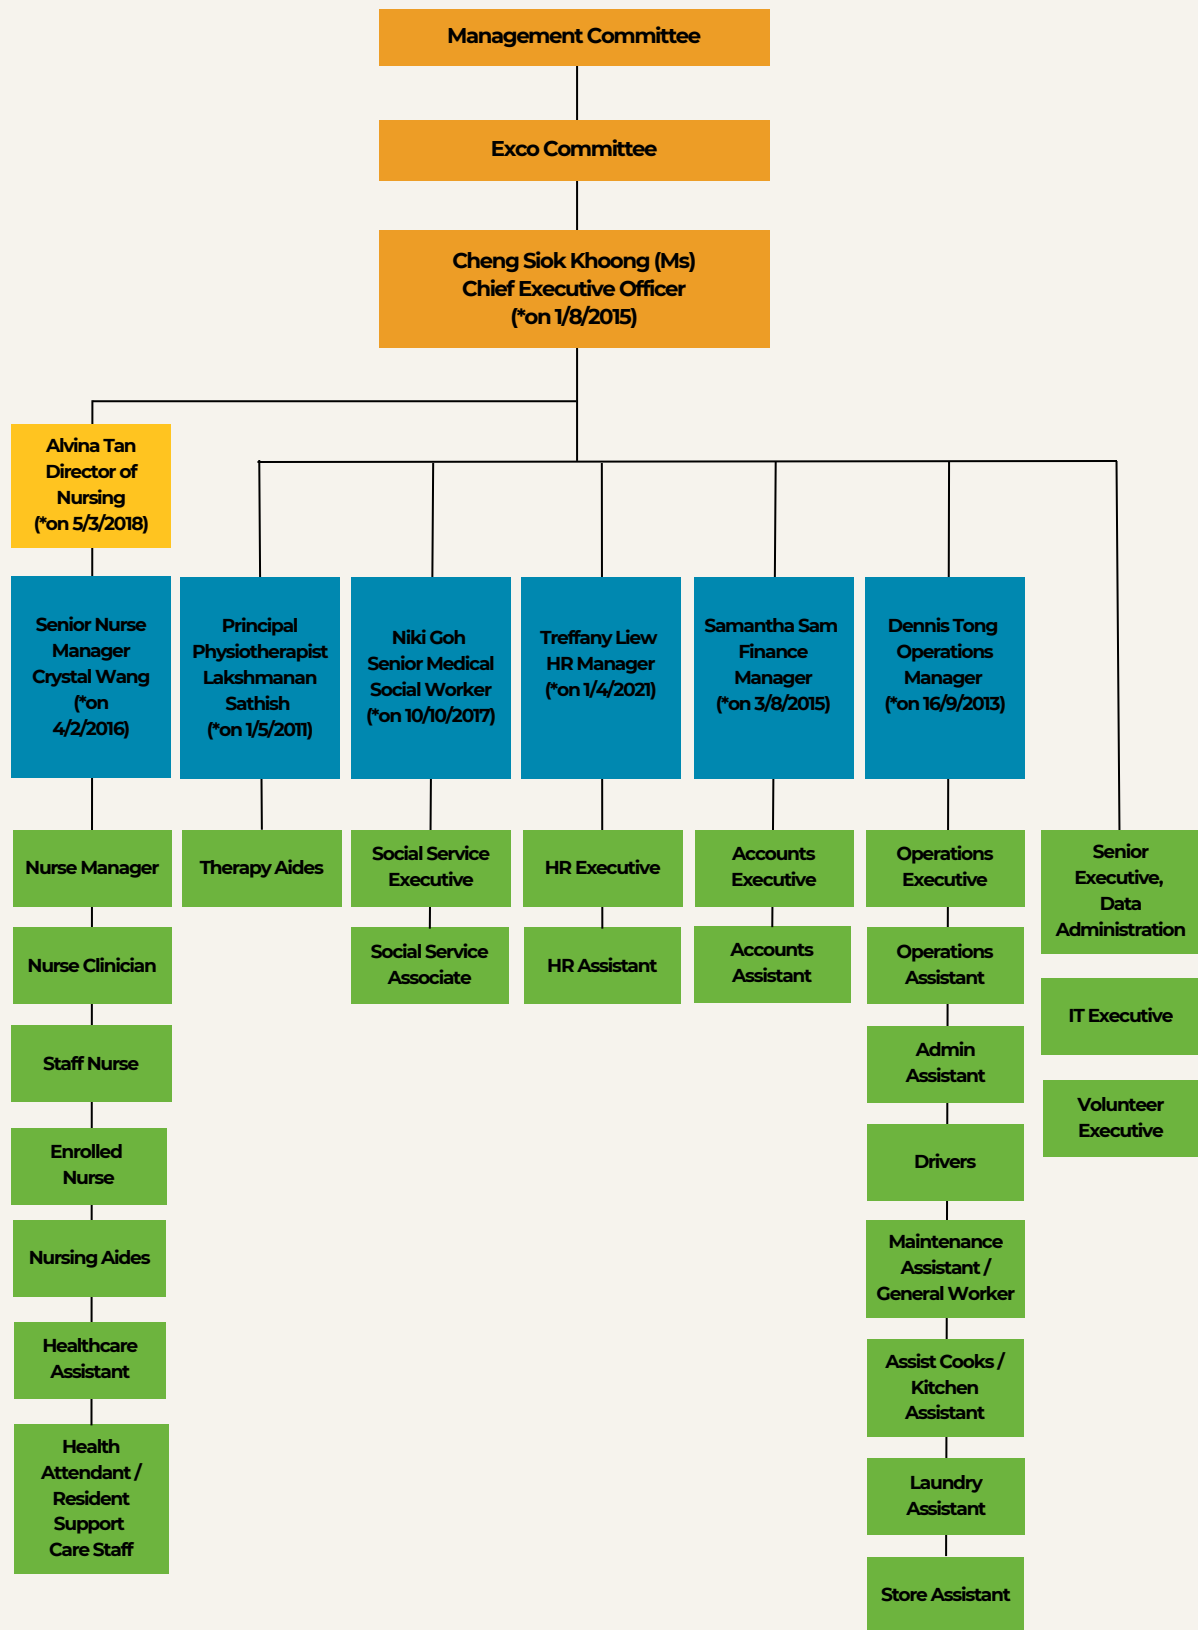 Management Committee
Exco Committee
Cheng Siok Khoong (Ms)
Chief Executive Officer
(*on 1/8/2015)
Alvina Tan
Director of
Nursing
(*on 5/3/2018)
Senior Nurse
Manager
Crystal Wang
(*on
4/2/2016)
Principal
Physiotherapist
Lakshmanan
Sathish
(*on 1/5/2011)
Niki Goh
Senior Medical
Social Worker
(*on 10/10/2017)
Treffany Liew
HR Manager
(*on 1/4/2021)
Samantha Sam
Finance
Manager
(*on 3/8/2015)
Dennis Tong
Operations
Manager
(*on 16/9/2013)
Nurse Manager
Nurse Clinician
Staff Nurse
Enrolled
Nurse
Nursing Aides
Healthcare
Assistant
Health
Attendant /
Resident
Support
Care Staff
Therapy Aides
Social Service
Executive
Social Service
Associate
HR Executive
HR Assistant
Accounts
Executive
Accounts
Assistant
Operations
Executive
Operations
Assistant
Admin
Assistant
Drivers
Maintenance
Assistant /
General Worker
Assist Cooks /
Kitchen
Assistant
Laundry
Assistant
Store Assistant
Senior
Executive,
Data
Administration
IT Executive
Volunteer
Executive